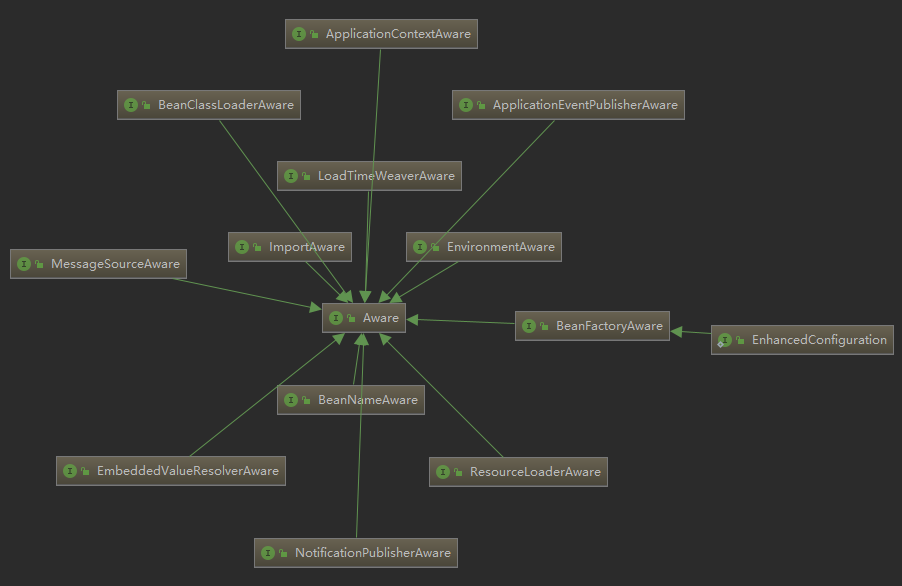 ApplicationContextAware
BeanClassLoaderAware
ApplicationEventPublisherAware
LoadTimeWeaverAware
ImportAware
EnvironmentAware
MessageSourceAware
Aware
BeanFactoryAware
EnhancedConfiguration
BeanNameAware
EmbeddedValueResolverAware
ResourceLoaderAware
NotificationPublisherAware